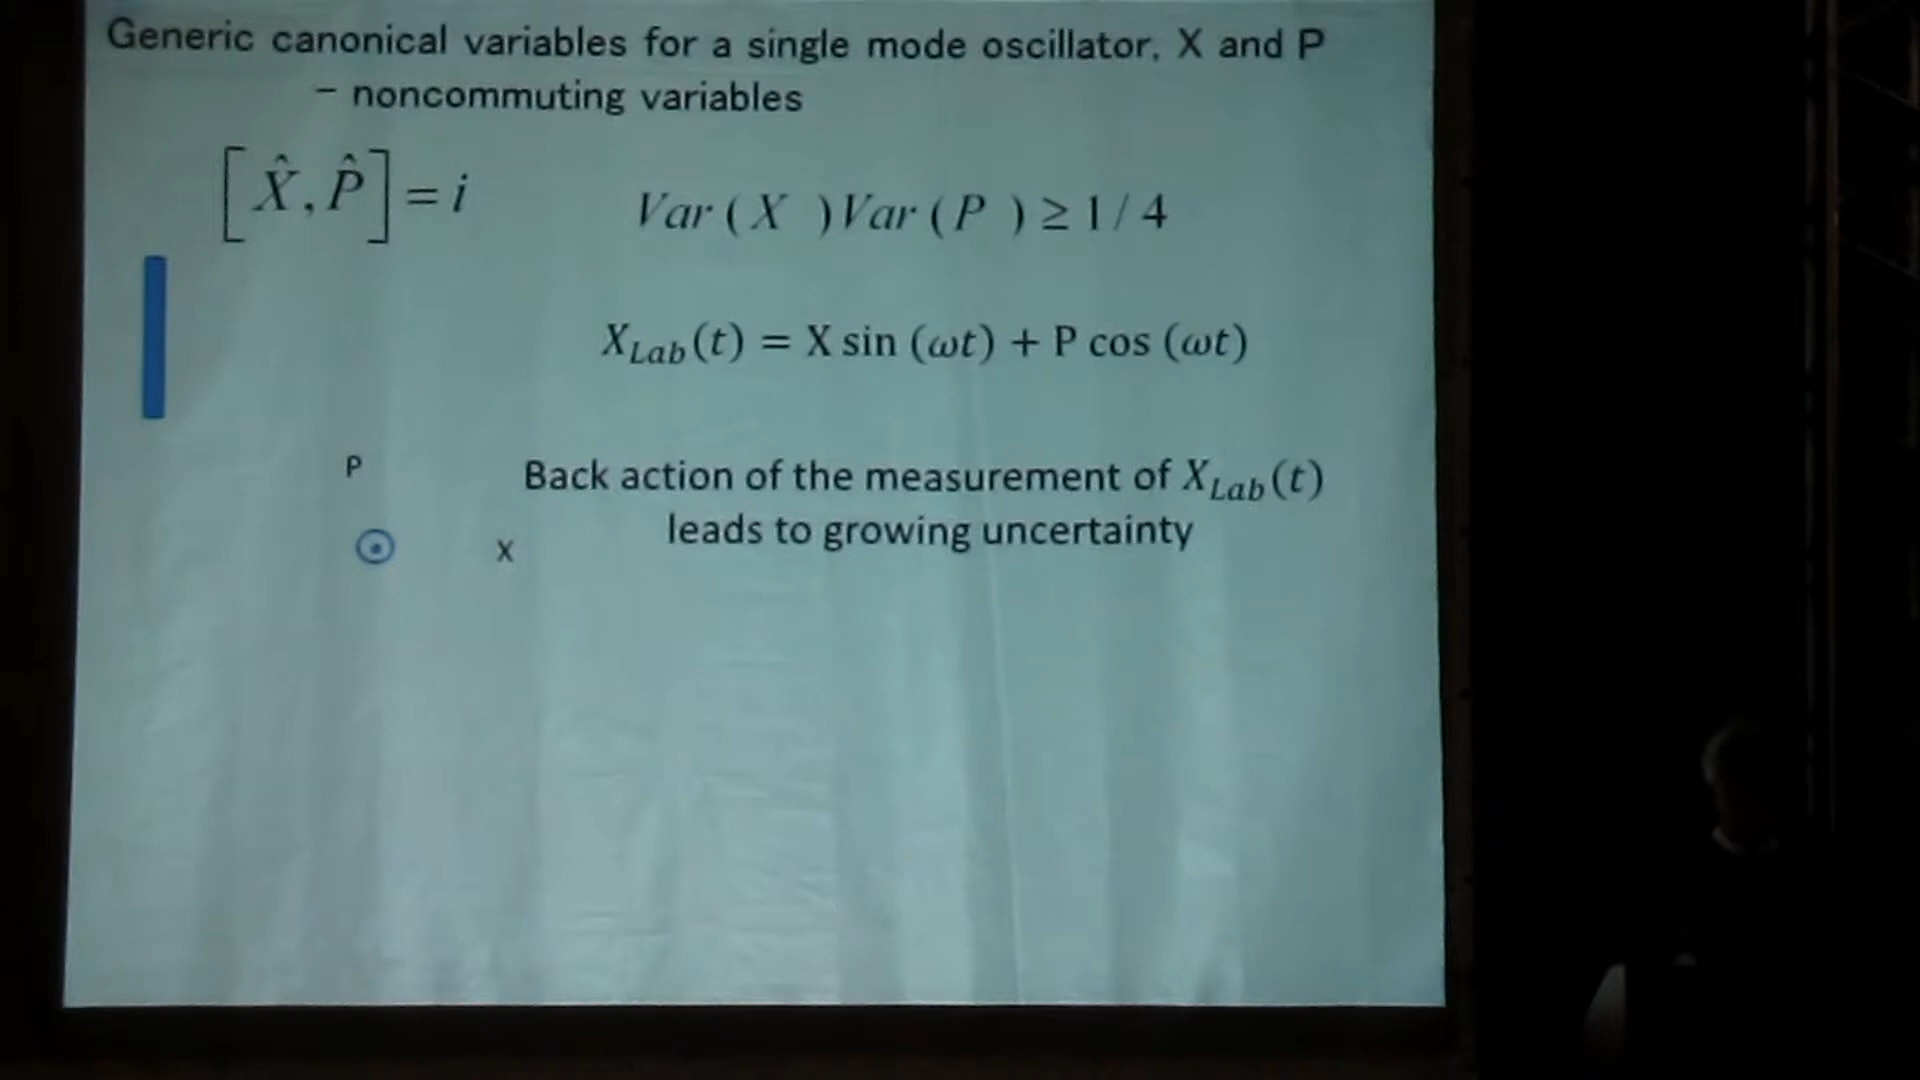 Generic canonical variables for a single mode oscillator, X and P
– noncommuting variables
[X̂, P̂] = i
Var (X ) Var (P ) ≥ 1 / 4
X_Lab(t) = X sin (ωt) + P cos (ωt)
P
Back action of the measurement of X_Lab(t)
leads to growing uncertainty
X